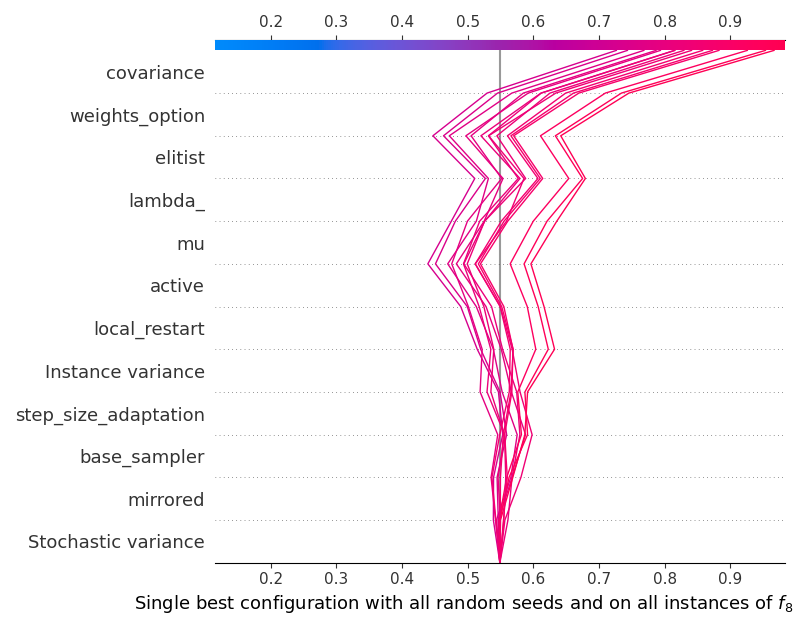 0.2 0.3 0.4 0.5 0.6 0.7 0.8 0.9
covariance
weights_option
elitist
lambda_
mu
active
local_restart
Instance variance
step_size_adaptation
base_sampler
mirrored
Stochastic variance
0.2 0.3 0.4 0.5 0.6 0.7 0.8 0.9
Single best configuration with all random seeds and on all instances of f₈